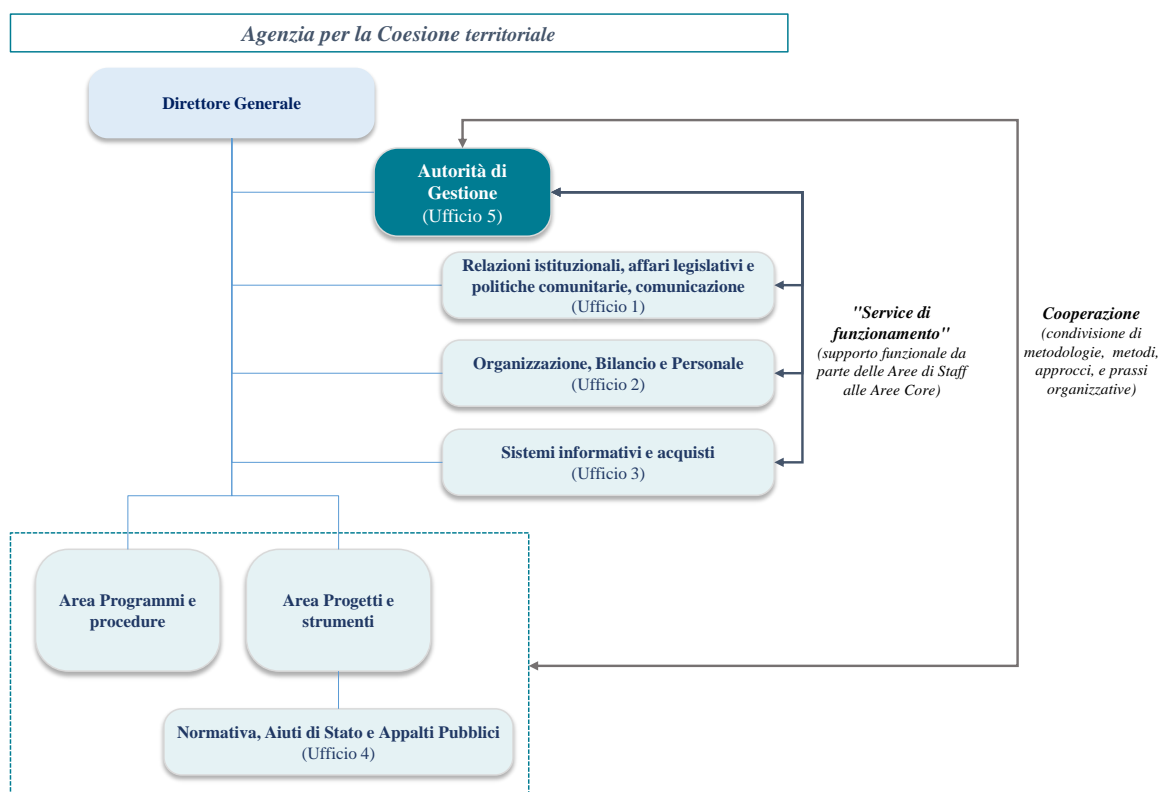 Agenzia per la Coesione territoriale
Direttore Generale
Autorità di
Gestione
(Ufficio 5)
Relazioni istituzionali, affari legislativi e
politiche comunitarie, comunicazione
(Ufficio 1)
Organizzazione, Bilancio e Personale
(Ufficio 2)
Sistemi informativi e acquisti
(Ufficio 3)
"Service di
funzionamento"
(supporto funzionale da
parte delle Aree di Staff
alle Aree Core)
Cooperazione
(condivisione di
metodologie, metodi,
approcci, e prassi
organizzative)
Area Programmi e
procedure
Area Progetti e
strumenti
Normativa, Aiuti di Stato e Appalti Pubblici
(Ufficio 4)